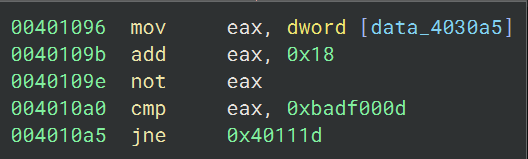 00401096 mov eax, dword [data_4030a5]
0040109b add eax, 0x18
0040109e not eax
004010a0 cmp eax, 0xbadf000d
004010a5 jne 0x40111d